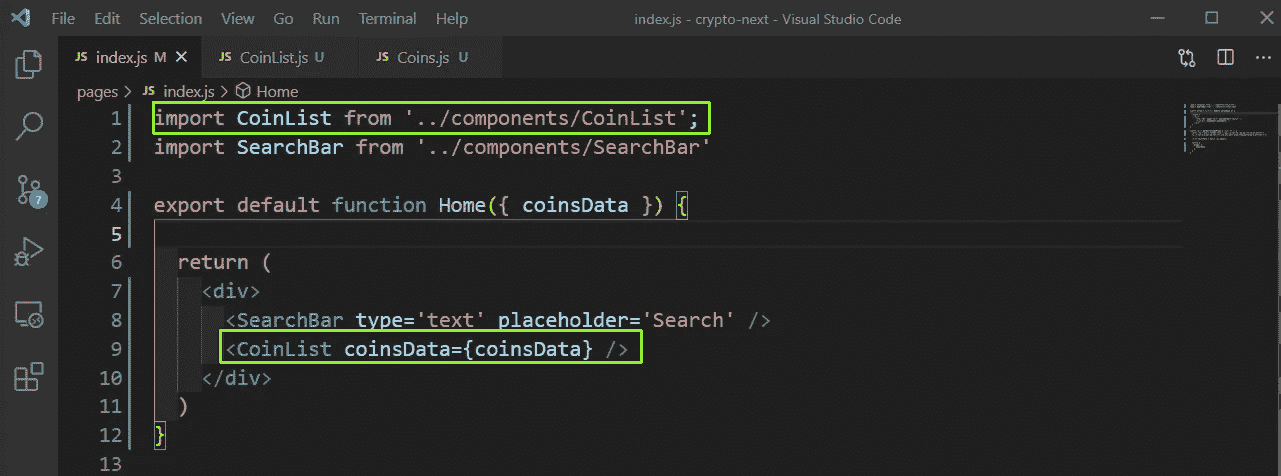 File Edit Selection View Go Run Terminal Help index.js - crypto-next - Visual Studio Code
JS index.js M JS CoinList.js U JS Coins.js U
pages > JS index.js > Home
1 import CoinList from '../components/CoinList';
2 import SearchBar from '../components/SearchBar'
3
4 export default function Home({ coinsData }) {
5
6 return (
7 <div>
8 <SearchBar type='text' placeholder='Search' />
9 <CoinList coinsData={coinsData} />
10 </div>
11 )
12 }
13
7